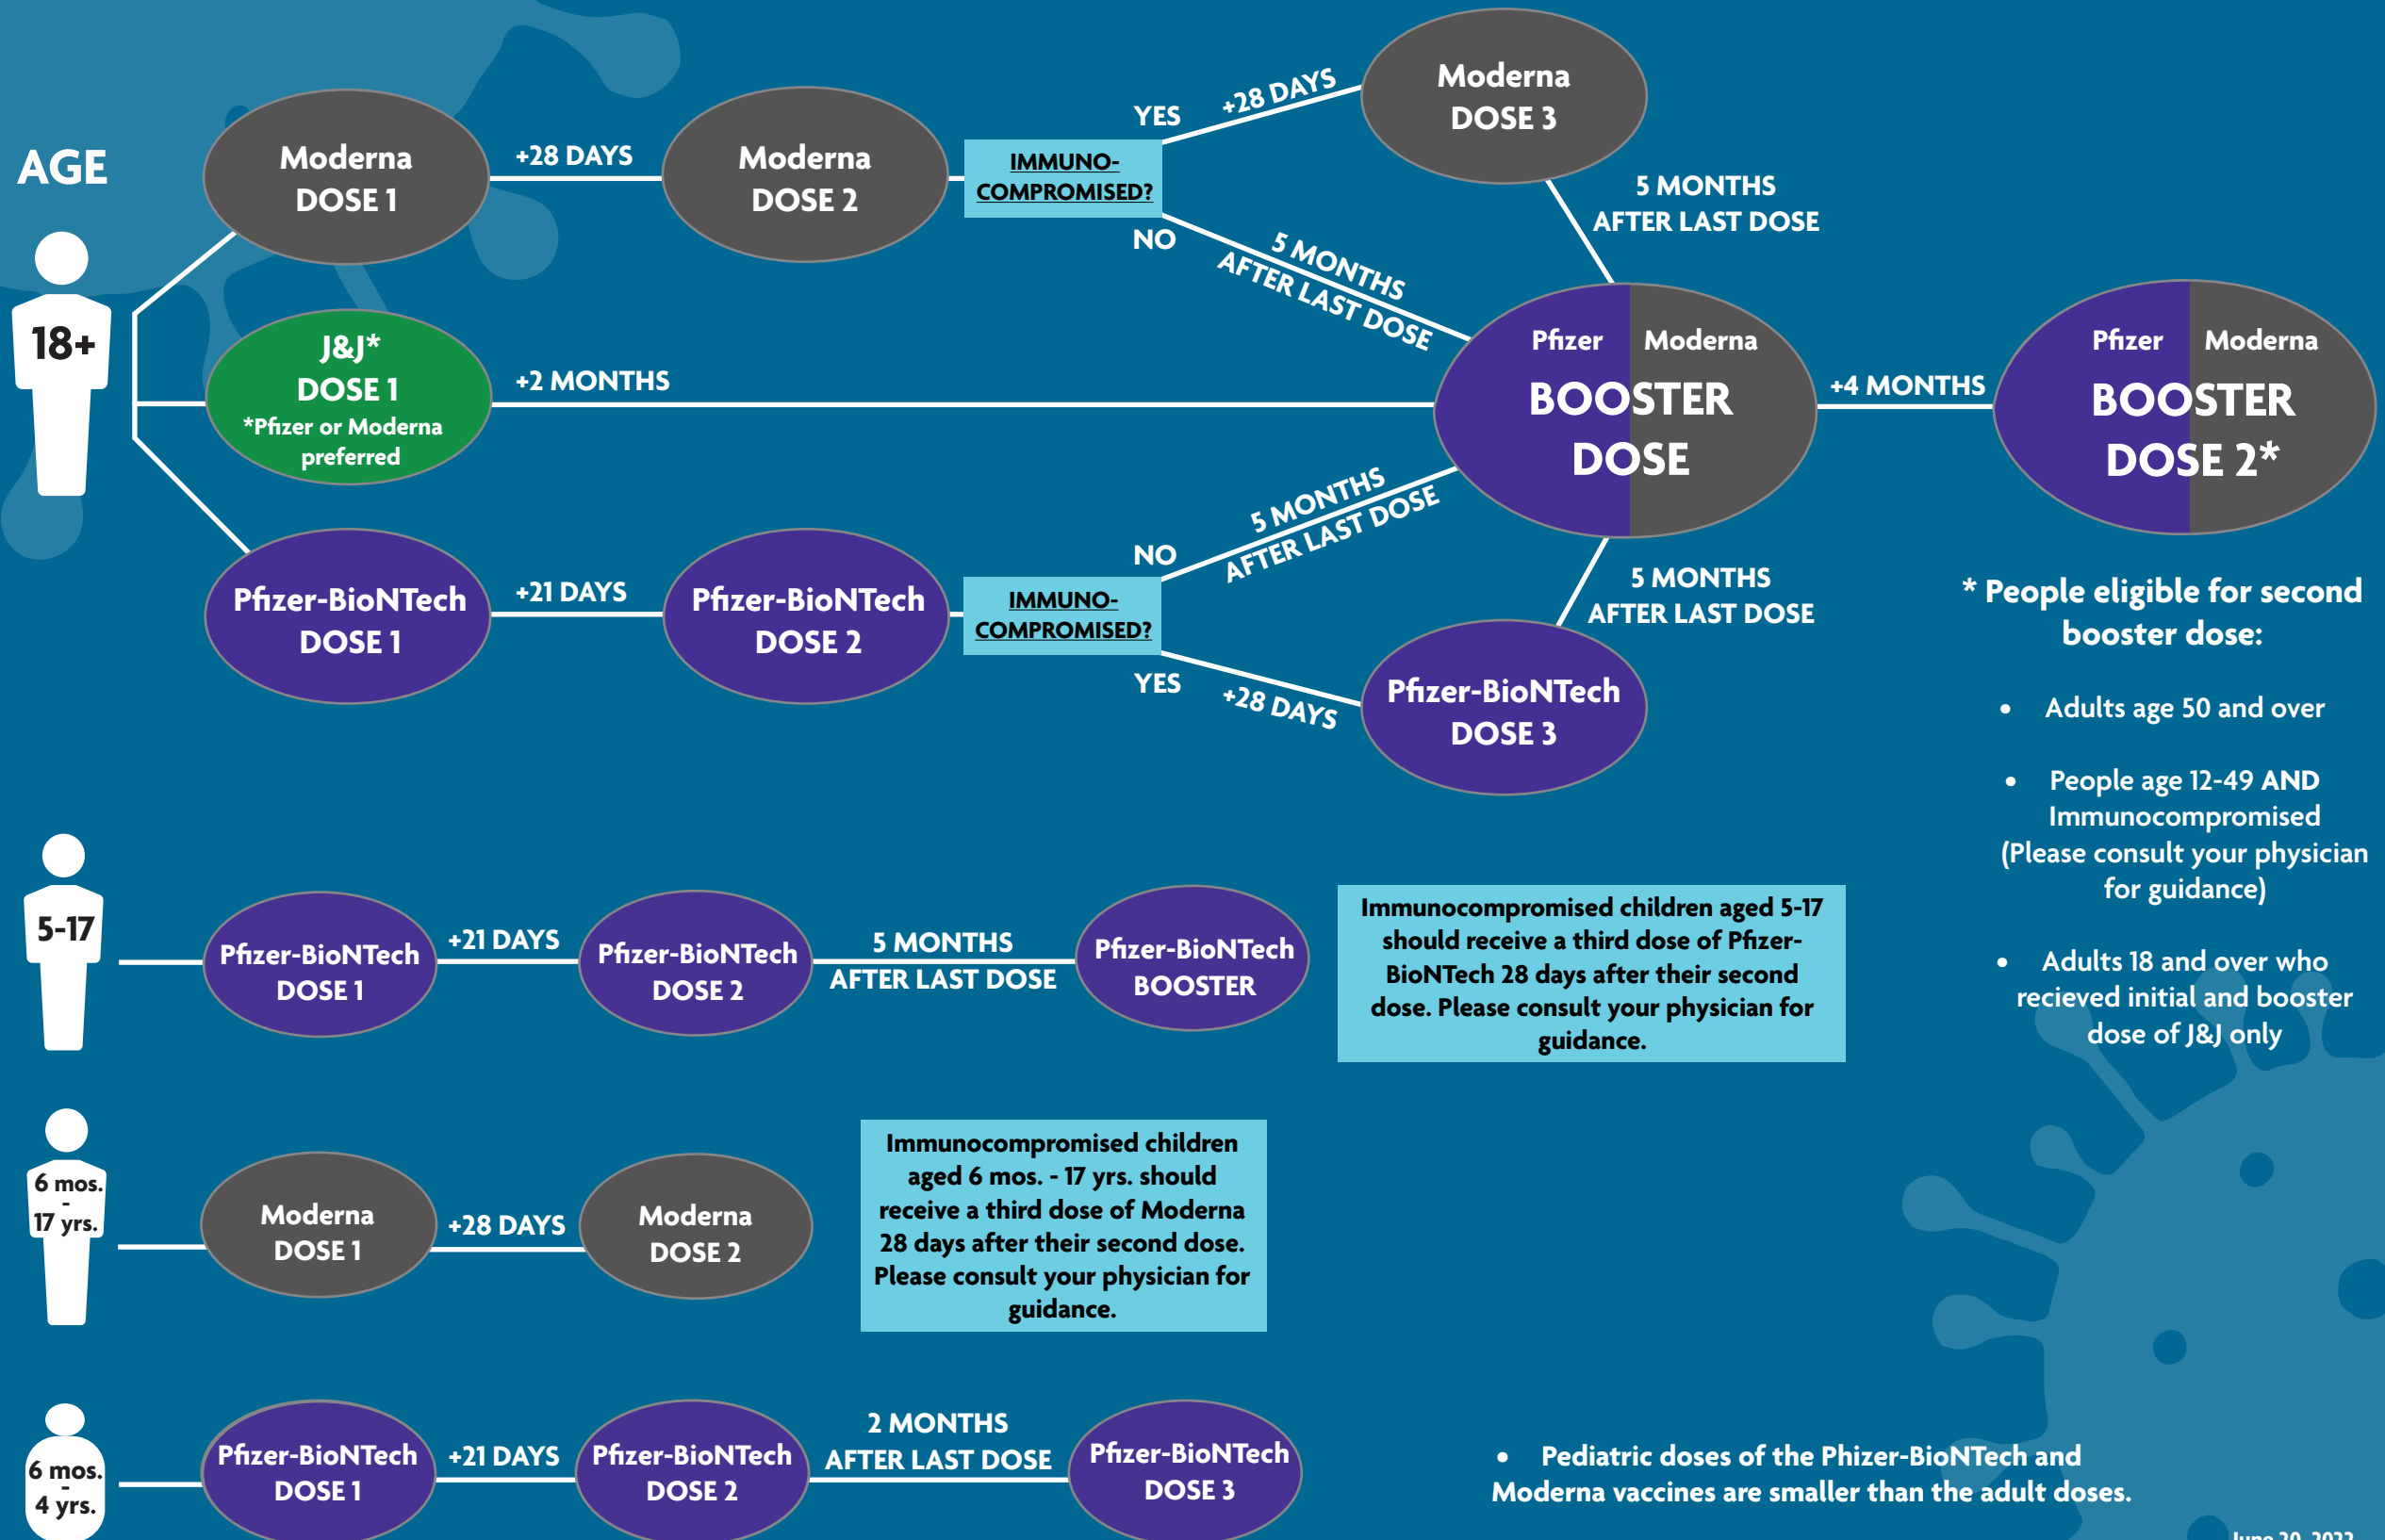 AGE
18+
Moderna
DOSE 1
+28 DAYS
Moderna
DOSE 2
IMMUNO-
COMPROMISED?
YES
+28 DAYS
Moderna
DOSE 3
5 MONTHS
AFTER LAST DOSE
NO
5 MONTHS
AFTER LAST DOSE
J&J*
DOSE 1
*Pfizer or Moderna
preferred
+2 MONTHS
Pfizer Moderna
BOOSTER
DOSE
+4 MONTHS
Pfizer Moderna
BOOSTER
DOSE 2*
Pfizer-BioNTech
DOSE 1
+21 DAYS
Pfizer-BioNTech
DOSE 2
IMMUNO-
COMPROMISED?
NO
5 MONTHS
AFTER LAST DOSE
YES
+28 DAYS
Pfizer-BioNTech
DOSE 3
5 MONTHS
AFTER LAST DOSE
* People eligible for second
booster dose:
• Adults age 50 and over
• People age 12-49 AND
Immunocompromised
(Please consult your physician
for guidance)
• Adults 18 and over who
recieved initial and booster
dose of J&J only
5-17
Pfizer-BioNTech
DOSE 1
+21 DAYS
Pfizer-BioNTech
DOSE 2
5 MONTHS
AFTER LAST DOSE
Pfizer-BioNTech
BOOSTER
Immunocompromised children aged 5-17
should receive a third dose of Pfizer-
BioNTech 28 days after their second
dose. Please consult your physician for
guidance.
6 mos.
-
17 yrs.
Moderna
DOSE 1
+28 DAYS
Moderna
DOSE 2
Immunocompromised children
aged 6 mos. - 17 yrs. should
receive a third dose of Moderna
28 days after their second dose.
Please consult your physician for
guidance.
6 mos.
-
4 yrs.
Pfizer-BioNTech
DOSE 1
+21 DAYS
Pfizer-BioNTech
DOSE 2
2 MONTHS
AFTER LAST DOSE
Pfizer-BioNTech
DOSE 3
• Pediatric doses of the Phizer-BioNTech and
Moderna vaccines are smaller than the adult doses.
June 20, 2022